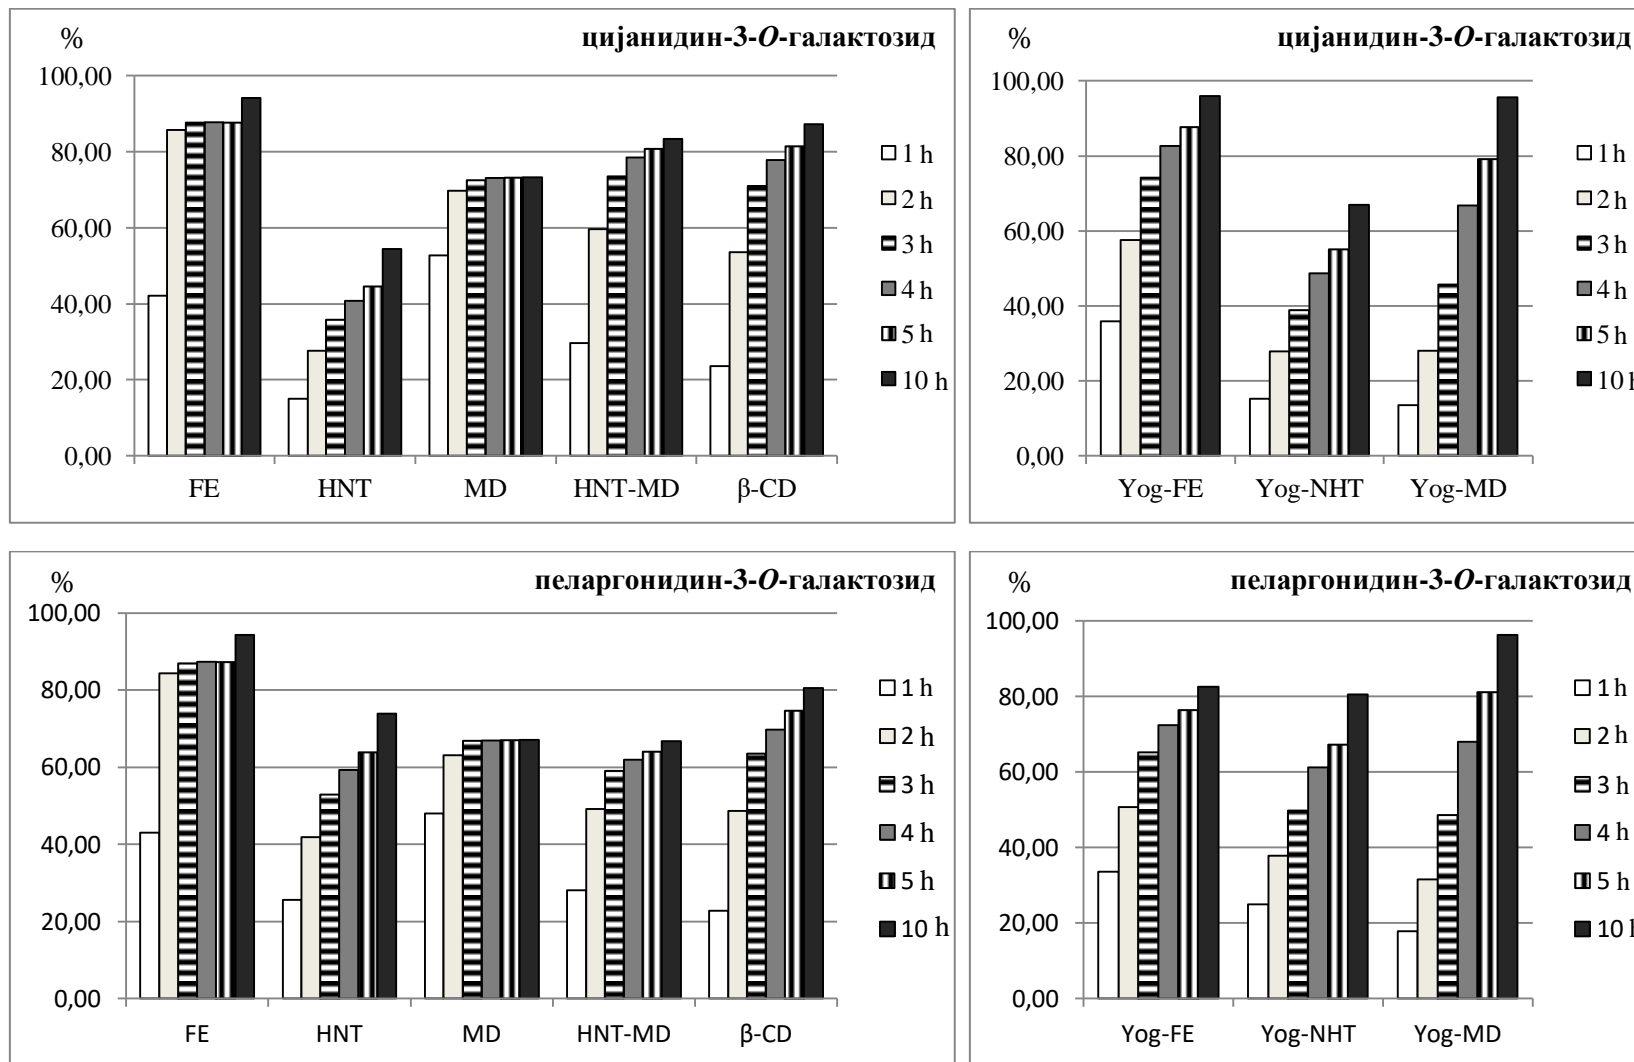 %
цијанидин-3-O-галактозид
100,00
80,00
60,00
40,00
20,00
0,00
FE HNT MD HNT-MD β-CD
1 h
2 h
3 h
4 h
5 h
10 h
%
цијанидин-3-O-галактозид
100,00
80,00
60,00
40,00
20,00
0,00
Yog-FE Yog-NHT Yog-MD
1 h
2 h
3 h
4 h
5 h
10 h
%
пеларгонидин-3-O-галактозид
100,00
80,00
60,00
40,00
20,00
0,00
FE HNT MD HNT-MD β-CD
1 h
2 h
3 h
4 h
5 h
10 h
%
пеларгонидин-3-O-галактозид
100,00
80,00
60,00
40,00
20,00
0,00
Yog-FE Yog-NHT Yog-MD
1 h
2 h
3 h
4 h
5 h
10 h